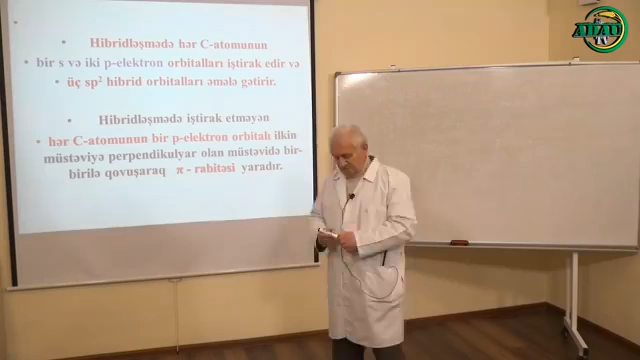 ADAU
TV
• Hibridləşmədə hər C-atomunun
• bir s və iki p-elektron orbitalları iştirak edir və
• üç sp² hibrid orbitalları əmələ gətirir.
• Hibridləşmədə iştirak etməyən
• hər C-atomunun bir p-elektron orbitalı ilkin
müstəviyə perpendikulyar olan müstəvidə bir-
birilə qovuşaraq π - rabitəsi yaradır.